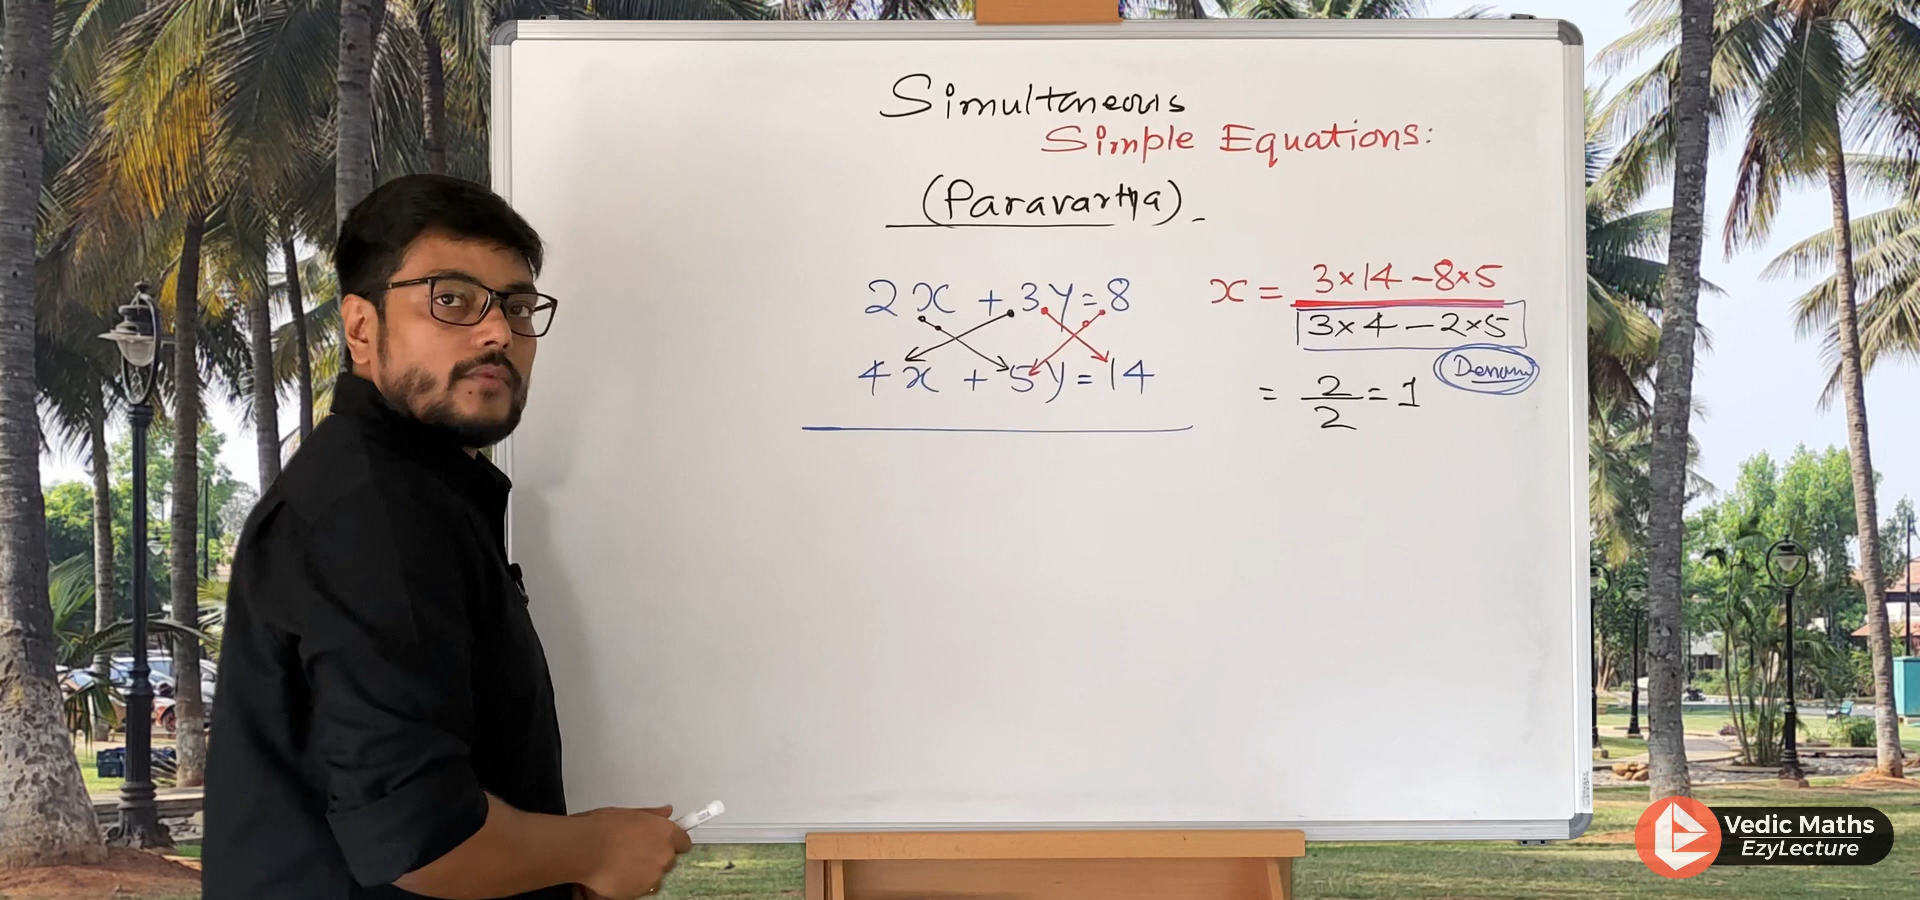 Simultaneous
Simple Equations:
(Paravartya)
2x + 3y = 8
4x + 5y = 14
x = 3×14 - 8×5
3×4 - 2×5
Denom
= 2/2 = 1
Vedic Maths
EzyLecture